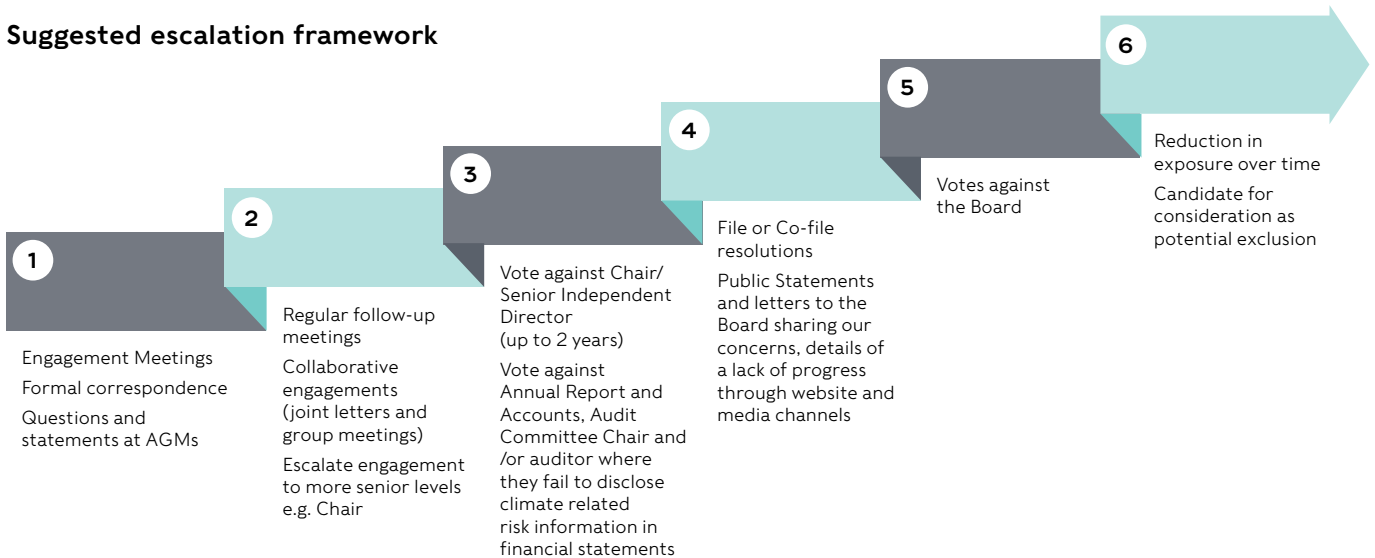 Suggested escalation framework
1
Engagement Meetings
Formal correspondence
Questions and
statements at AGMs
2
Regular follow-up
meetings
Collaborative
engagements
(joint letters and
group meetings)
Escalate engagement
to more senior levels
e.g. Chair
3
Vote against Chair/
Senior Independent
Director
(up to 2 years)
Vote against
Annual Report and
Accounts, Audit
Committee Chair and
/or auditor where
they fail to disclose
climate related
risk information in
financial statements
4
File or Co-file
resolutions
Public Statements
and letters to the
Board sharing our
concerns, details of
a lack of progress
through website and
media channels
5
Votes against
the Board
6
Reduction in
exposure over time
Candidate for
consideration as
potential exclusion